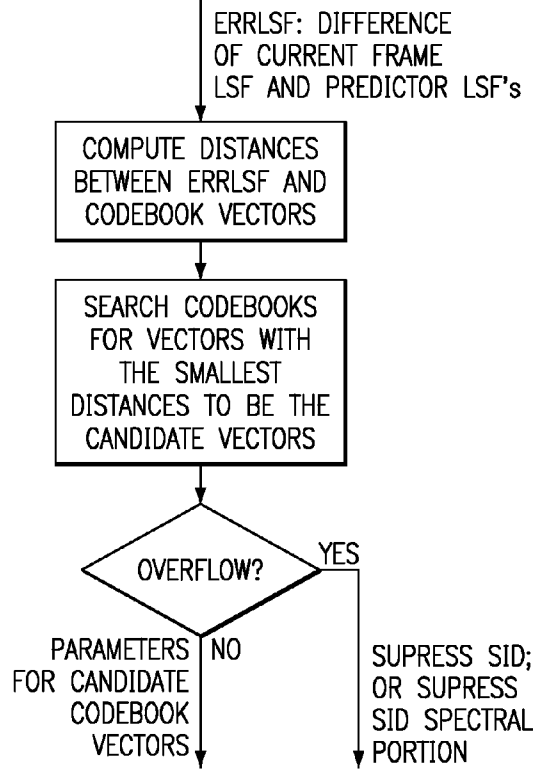 ERRLSF: DIFFERENCE
OF CURRENT FRAME
LSF AND PREDICTOR LSF's
COMPUTE DISTANCES
BETWEEN ERRLSF AND
CODEBOOK VECTORS
SEARCH CODEBOOKS
FOR VECTORS WITH
THE SMALLEST
DISTANCES TO BE THE
CANDIDATE VECTORS
OVERFLOW?
YES
NO
PARAMETERS
FOR CANDIDATE
CODEBOOK
VECTORS
SUPRESS SID;
OR SUPRESS
SID SPECTRAL
PORTION